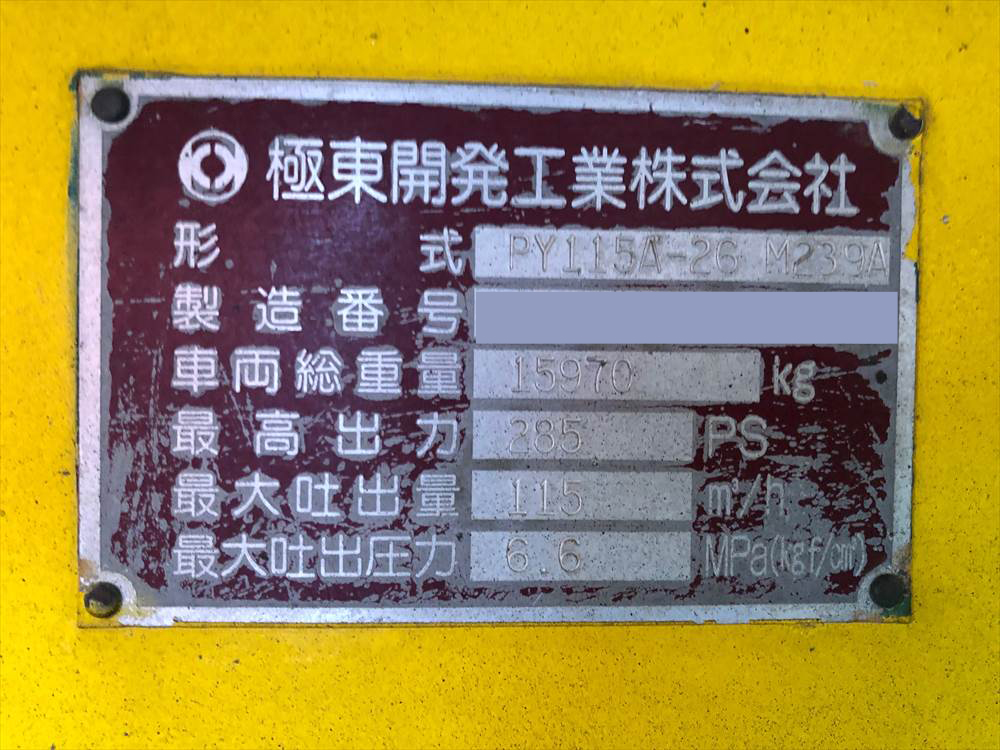 極東開発工業株式会社
形式 PY115A-26 M239A
製造番号
車両総重量 15970 kg
最高出力 285 PS
最大吐出量 115 m³/h
最大吐出圧力 6.6 MPa(kgf/cm²)